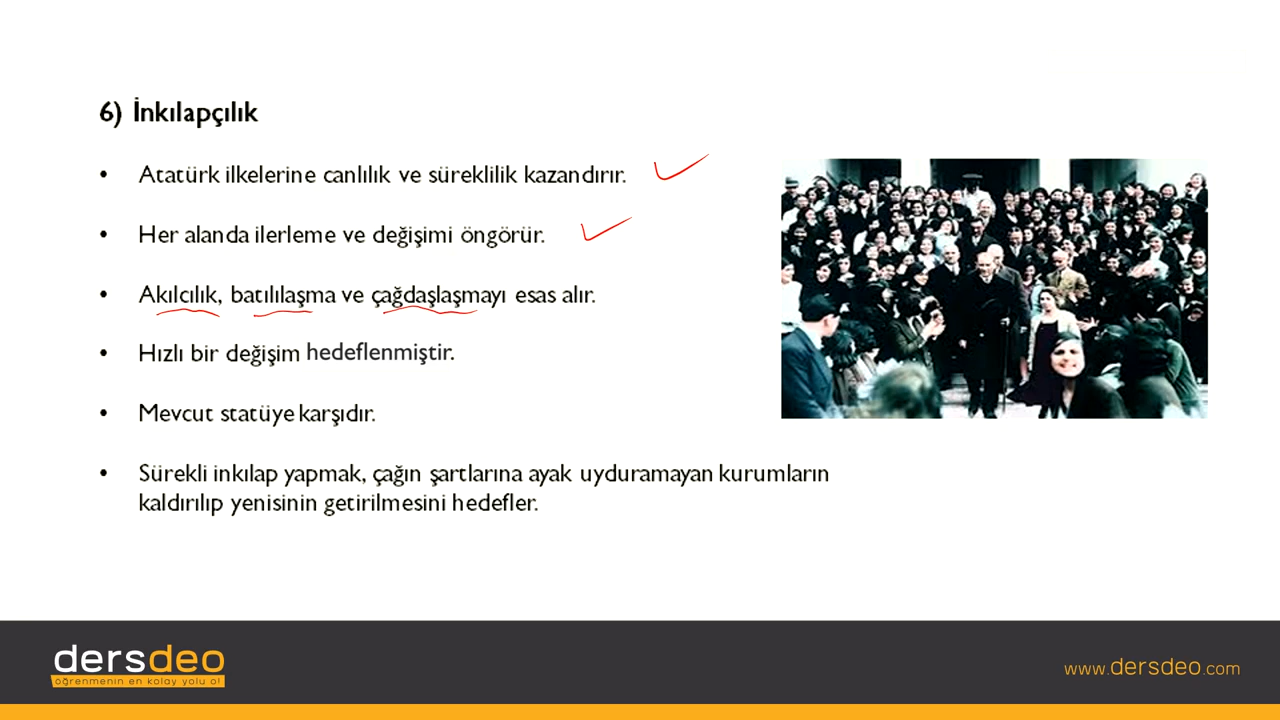 6) İnkılapçılık
• Atatürk ilkelerine canlılık ve süreklilik kazandırır.
• Her alanda ilerleme ve değişimi öngörür.
• Akılcılık, batılılaşma ve çağdaşlaşmayı esas alır.
• Hızlı bir değişim hedeflenmiştir.
• Mevcut statüye karşıdır.
• Sürekli inkılap yapmak, çağın şartlarına ayak uyduramayan kurumların
kaldırılıp yenisinin getirilmesini hedefler.
dersdeo
öğrenmenin en kolay yolu o!
www.dersdeo.com